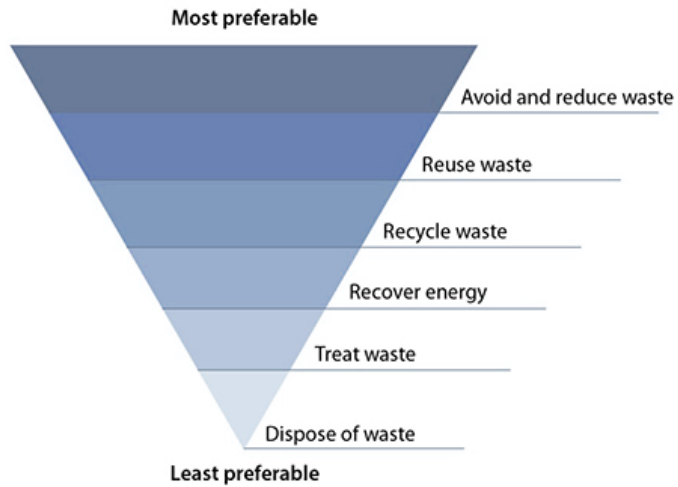 Most preferable
Avoid and reduce waste
Reuse waste
Recycle waste
Recover energy
Treat waste
Dispose of waste
Least preferable